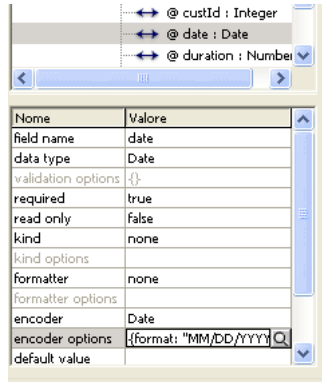 @ custId : Integer
@ date : Date
@ duration : Number
Nome Valore
field name date
data type Date
validation options {}
required true
read only false
kind none
kind options
formatter none
formatter options
encoder Date
encoder options {format: "MM/DD/YYYY
default value